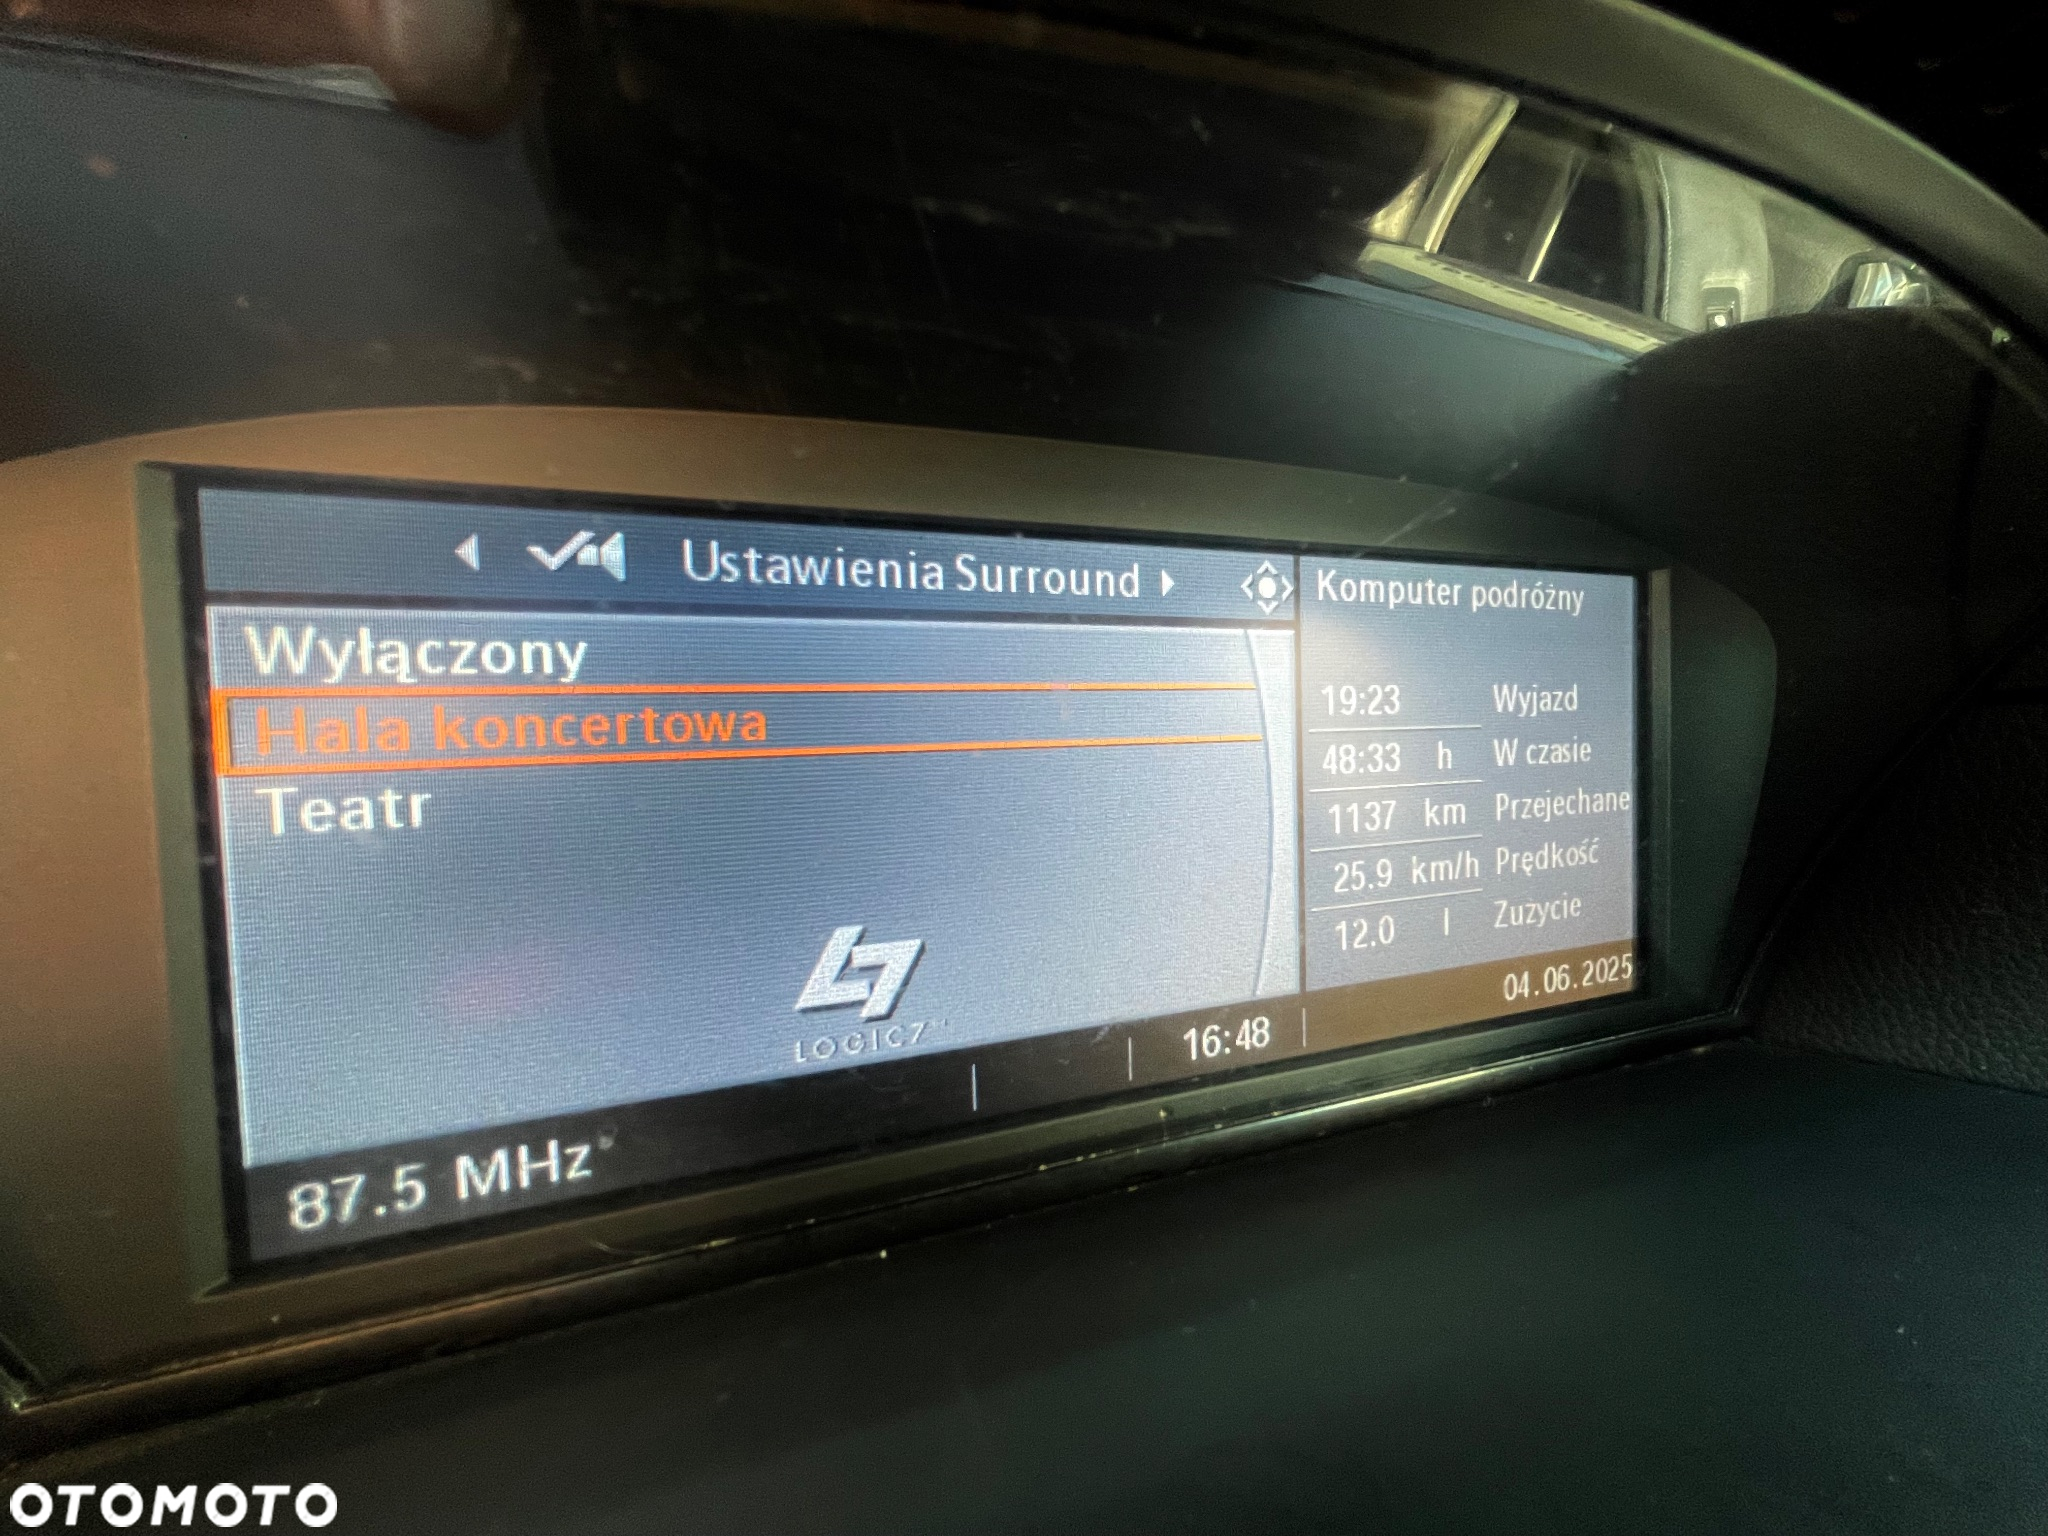 Ustawienia Surround
Wyłączony
Hala koncertowa
Teatr
LOGIC7
87.5 MHz
16:48
Komputer podróżny
19:23 Wyjazd
48:33 h W czasie
1137 km Przejechane
25.9 km/h Prędkość
12.0 l Zużycie
04.06.2025
OTOMOTO